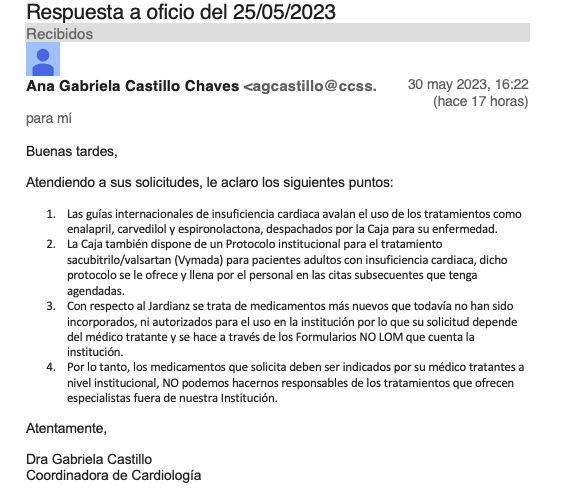 Respuesta a oficio del 25/05/2023
Recibidos
Ana Gabriela Castillo Chaves <agcastillo@ccss. 30 may 2023, 16:22
(hace 17 horas)
para mí
Buenas tardes,
Atendiendo a sus solicitudes, le aclaro los siguientes puntos:
1. Las guías internacionales de insuficiencia cardiaca avalan el uso de los tratamientos como
enalapril, carvedilol y espironolactona, despachados por la Caja para su enfermedad.
2. La Caja también dispone de un Protocolo institucional para el tratamiento
sacubitrilo/valsartan (Vymada) para pacientes adultos con insuficiencia cardiaca, dicho
protocolo se le ofrece y llena por el personal en las citas subsecuentes que tenga
agendadas.
3. Con respecto al Jardianz se trata de medicamentos más nuevos que todavía no han sido
incorporados, ni autorizados para el uso en la institución por lo que su solicitud depende
del médico tratante y se hace a través de los Formularios NO LOM que cuenta la
institución.
4. Por lo tanto, los medicamentos que solicita deben ser indicados por su médico tratantes a
nivel institucional, NO podemos hacernos responsables de los tratamientos que ofrecen
especialistas fuera de nuestra Institución.
Atentamente,
Dra Gabriela Castillo
Coordinadora de Cardiología